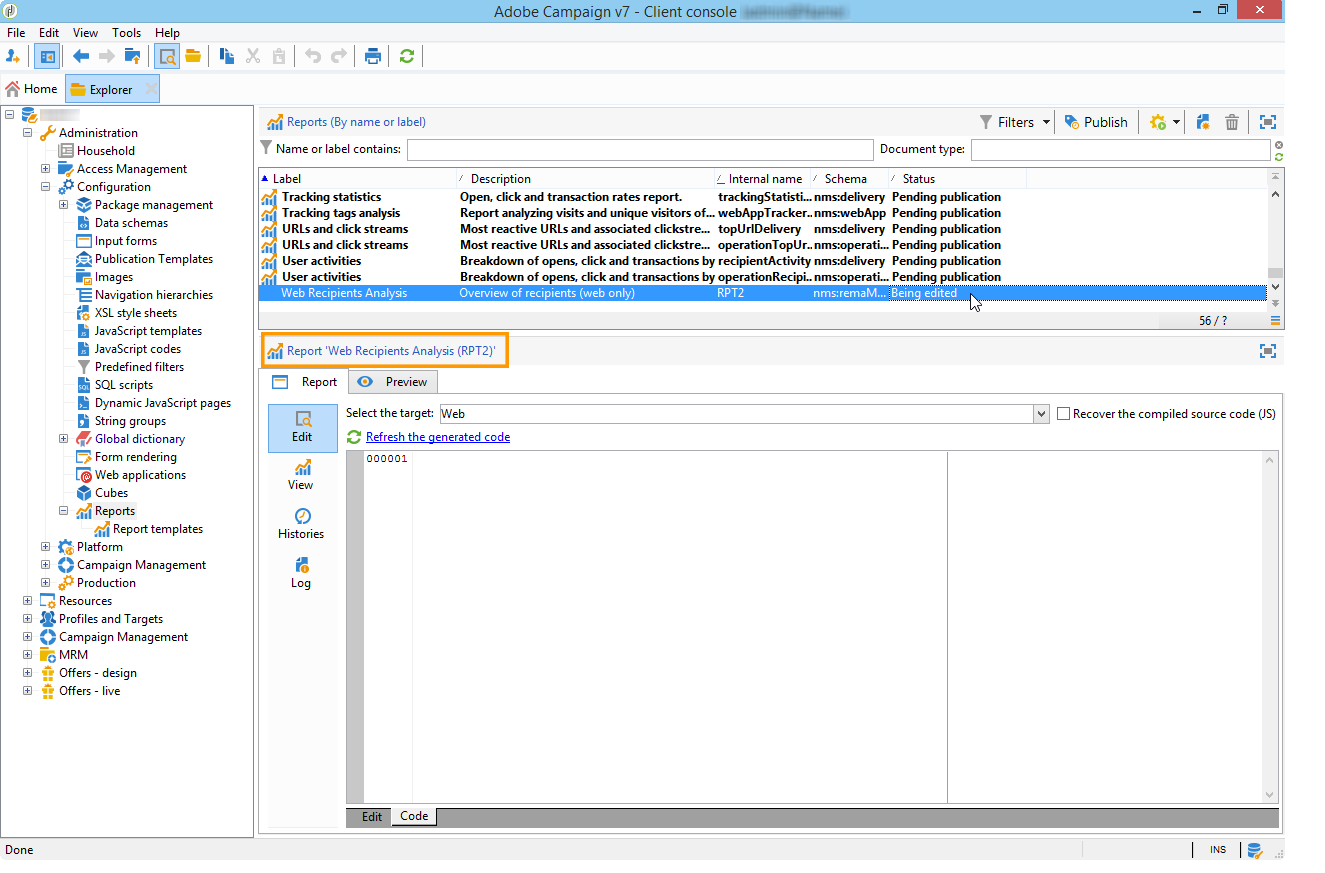 Adobe Campaign v7 - Client console
File Edit View Tools Help
Home Explorer
Administration
Household
Access Management
Configuration
Package management
Data schemas
Input forms
Publication Templates
Images
Navigation hierarchies
XSL style sheets
JavaScript templates
JavaScript codes
Predefined filters
SQL scripts
Dynamic JavaScript pages
String groups
Global dictionary
Form rendering
Web applications
Cubes
Reports
Report templates
Platform
Campaign Management
Production
Resources
Profiles and Targets
Campaign Management
MRM
Offers - design
Offers - live
Reports (By name or label) Filters Publish
Name or label contains: Document type:
Label Description Internal name Schema Status
Tracking statistics Open, click and transaction rates report. trackingStatisti... nms:delivery Pending publication
Tracking tags analysis Report analyzing visits and unique visitors of... webAppTracker... nms:webApp Pending publication
URLs and click streams Most reactive URLs and associated clickstre... topUrlDelivery nms:delivery Pending publication
URLs and click streams Most reactive URLs and associated clickstre... operationTopUr... nms:operati... Pending publication
User activities Breakdown of opens, click and transactions by recipientActivity nms:delivery Pending publication
User activities Breakdown of opens, click and transactions by operationRecipi... nms:operati... Pending publication
Web Recipients Analysis Overview of recipients (web only) RPT2 nms:remaM... Being edited
56 / ?
Report 'Web Recipients Analysis (RPT2)'
Report Preview
Edit
View
Histories
Log
Select the target: Web Recover the compiled source code (JS)
Refresh the generated code
000001
Edit Code
Done INS